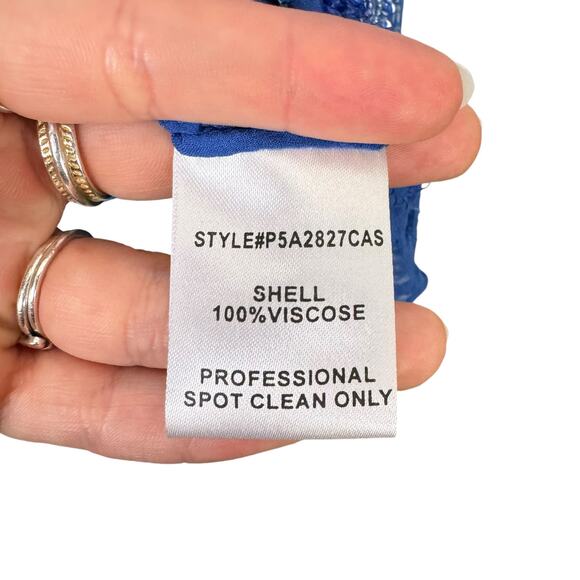 STYLE#P5A2827CAS
SHELL
100%VISCOSE
PROFESSIONAL
SPOT CLEAN ONLY